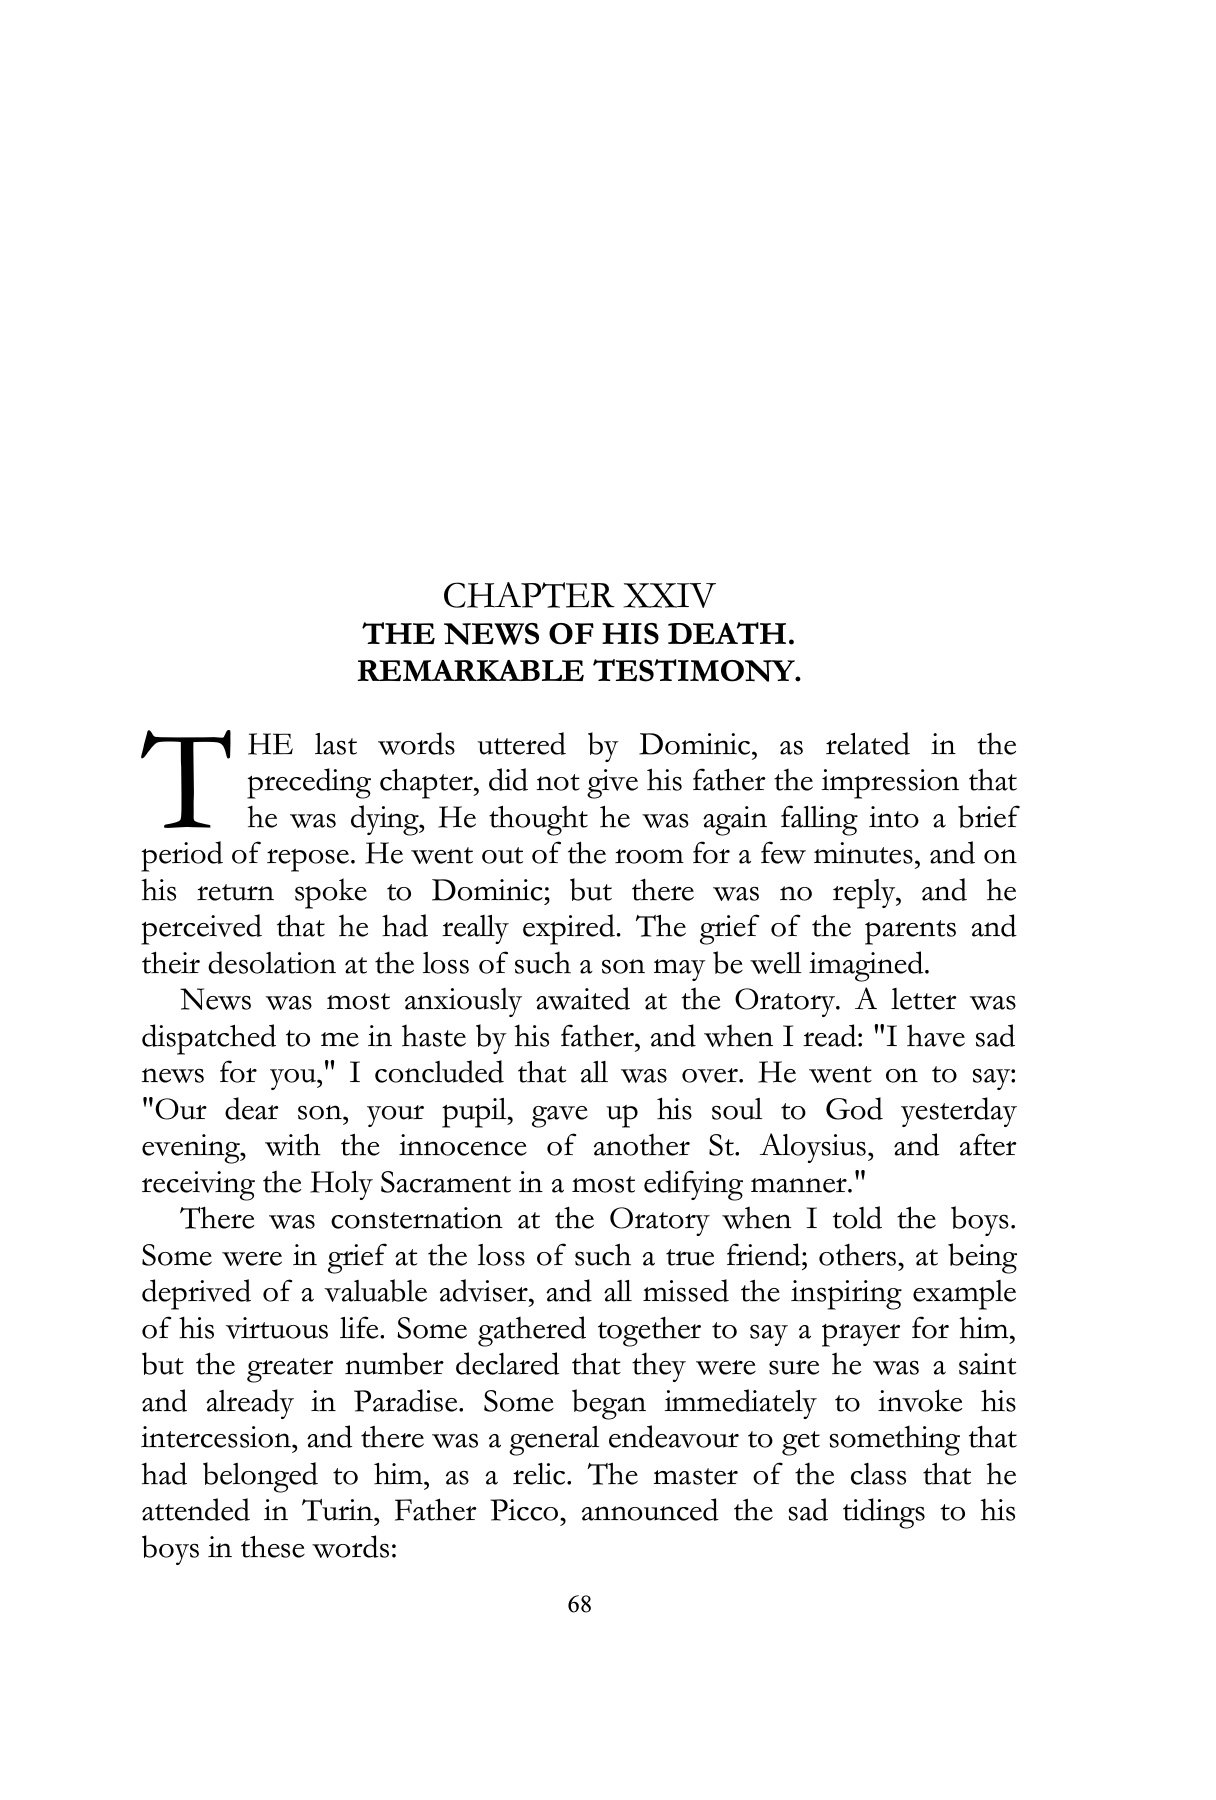 CHAPTER XXIV
THE NEWS OF HIS DEATH.
REMARKABLE TESTIMONY.
THE last words uttered by Dominic, as related in the
preceding chapter, did not give his father the impression that
he was dying, He thought he was again falling into a brief
period of repose. He went out of the room for a few minutes, and on
his return spoke to Dominic; but there was no reply, and he
perceived that he had really expired. The grief of the parents and
their desolation at the loss of such a son may be well imagined.
News was most anxiously awaited at the Oratory. A letter was
dispatched to me in haste by his father, and when I read: "I have sad
news for you," I concluded that all was over. He went on to say:
"Our dear son, your pupil, gave up his soul to God yesterday
evening, with the innocence of another St. Aloysius, and after
receiving the Holy Sacrament in a most edifying manner."
There was consternation at the Oratory when I told the boys.
Some were in grief at the loss of such a true friend; others, at being
deprived of a valuable adviser, and all missed the inspiring example
of his virtuous life. Some gathered together to say a prayer for him,
but the greater number declared that they were sure he was a saint
and already in Paradise. Some began immediately to invoke his
intercession, and there was a general endeavour to get something that
had belonged to him, as a relic. The master of the class that he
attended in Turin, Father Picco, announced the sad tidings to his
boys in these words:
68